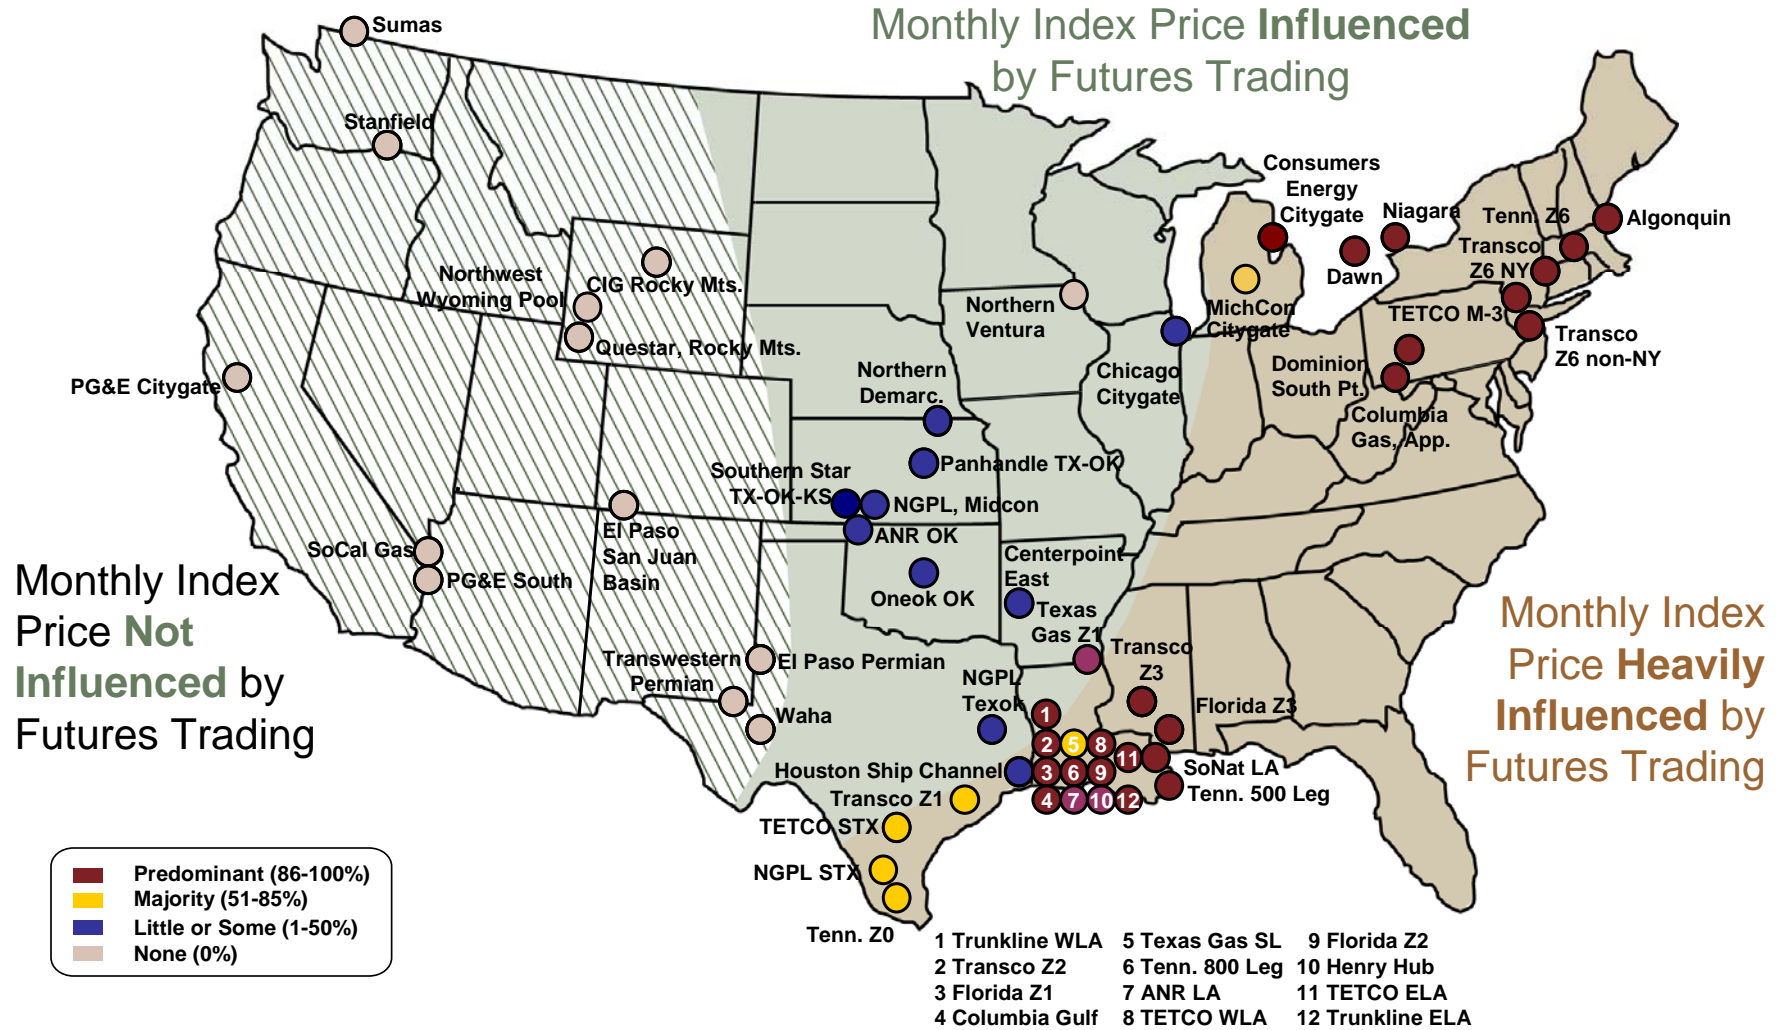 Monthly Index Price Influenced
by Futures Trading
Sumas
Stanfield
Consumers
Energy
Citygate
Niagara
Tenn. Z6
Algonquin
Transco
Z6 NY
Dawn
Northwest
Wyoming Pool
CIG Rocky Mts.
Northern
Ventura
MichCon
Citygate
TETCO M-3
Transco
Z6 non-NY
Questar, Rocky Mts.
PG&E Citygate
Northern
Demarc.
Chicago
Citygate
Dominion
South Pt.
Columbia
Gas, App.
Southern Star
TX-OK-KS
Panhandle TX-OK
NGPL, Midcon
ANR OK
El Paso
San Juan
Basin
SoCal Gas
PG&E South
Centerpoint
East
Oneok OK
Texas
Gas Z1
Monthly Index
Price Not
Influenced by
Futures Trading
Monthly Index
Price Heavily
Influenced by
Futures Trading
Transwestern
Permian
El Paso Permian
Waha
NGPL
Texok
Transco
Z3
Florida Z3
1
2 5 8
11
3 6 9
4 7 10 12
Houston Ship Channel
SoNat LA
Tenn. 500 Leg
Transco Z1
TETCO STX
NGPL STX
Tenn. Z0
Predominant (86-100%)
Majority (51-85%)
Little or Some (1-50%)
None (0%)
1 Trunkline WLA 5 Texas Gas SL 9 Florida Z2
2 Transco Z2 6 Tenn. 800 Leg 10 Henry Hub
3 Florida Z1 7 ANR LA 11 TETCO ELA
4 Columbia Gulf 8 TETCO WLA 12 Trunkline ELA